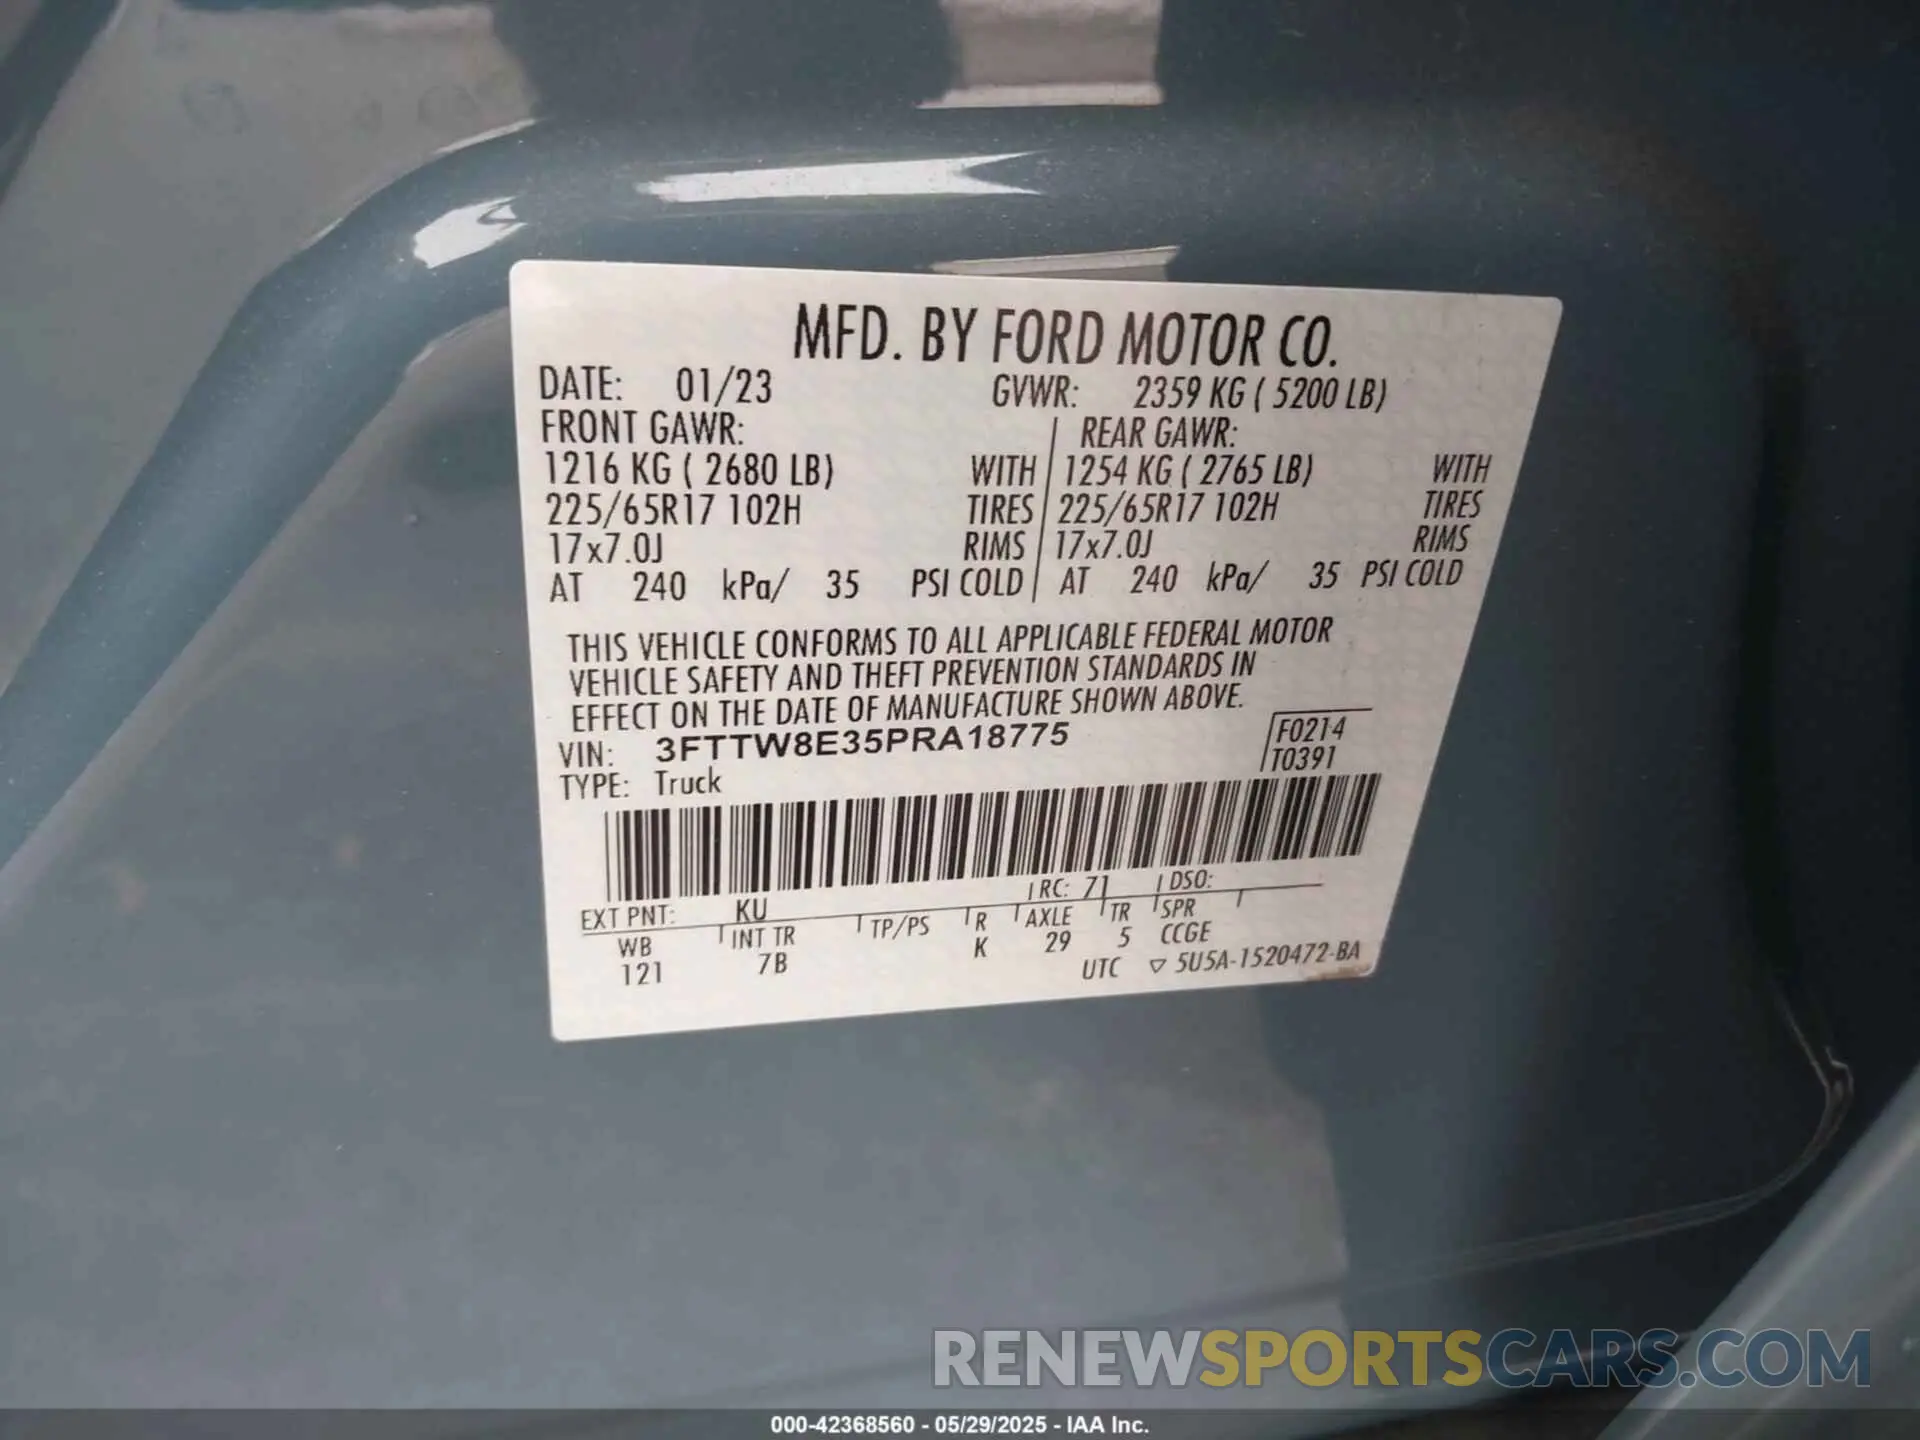 MFD. BY FORD MOTOR CO.
DATE: 01/23 GVWR: 2359 KG ( 5200 LB)
FRONT GAWR: REAR GAWR:
1216 KG ( 2680 LB) WITH 1254 KG ( 2765 LB) WITH
225/65R17 102H TIRES 225/65R17 102H TIRES
17x7.0J RIMS 17x7.0J RIMS
AT 240 kPa/ 35 PSI COLD AT 240 kPa/ 35 PSI COLD
THIS VEHICLE CONFORMS TO ALL APPLICABLE FEDERAL MOTOR
VEHICLE SAFETY AND THEFT PREVENTION STANDARDS IN
EFFECT ON THE DATE OF MANUFACTURE SHOWN ABOVE.
VIN: 3FTTW8E35PRA18775 F0214
TYPE: Truck T0391
EXT PNT: KU RC: 71 DSO:
WB INT TR TP/PS R AXLE TR SPR
121 7B K 29 5 CCGE
UTC ▽ 5U5A-1520472-BA
RENEWSPORTSCARS.COM
000-42368560 - 05/29/2025 - IAA Inc.